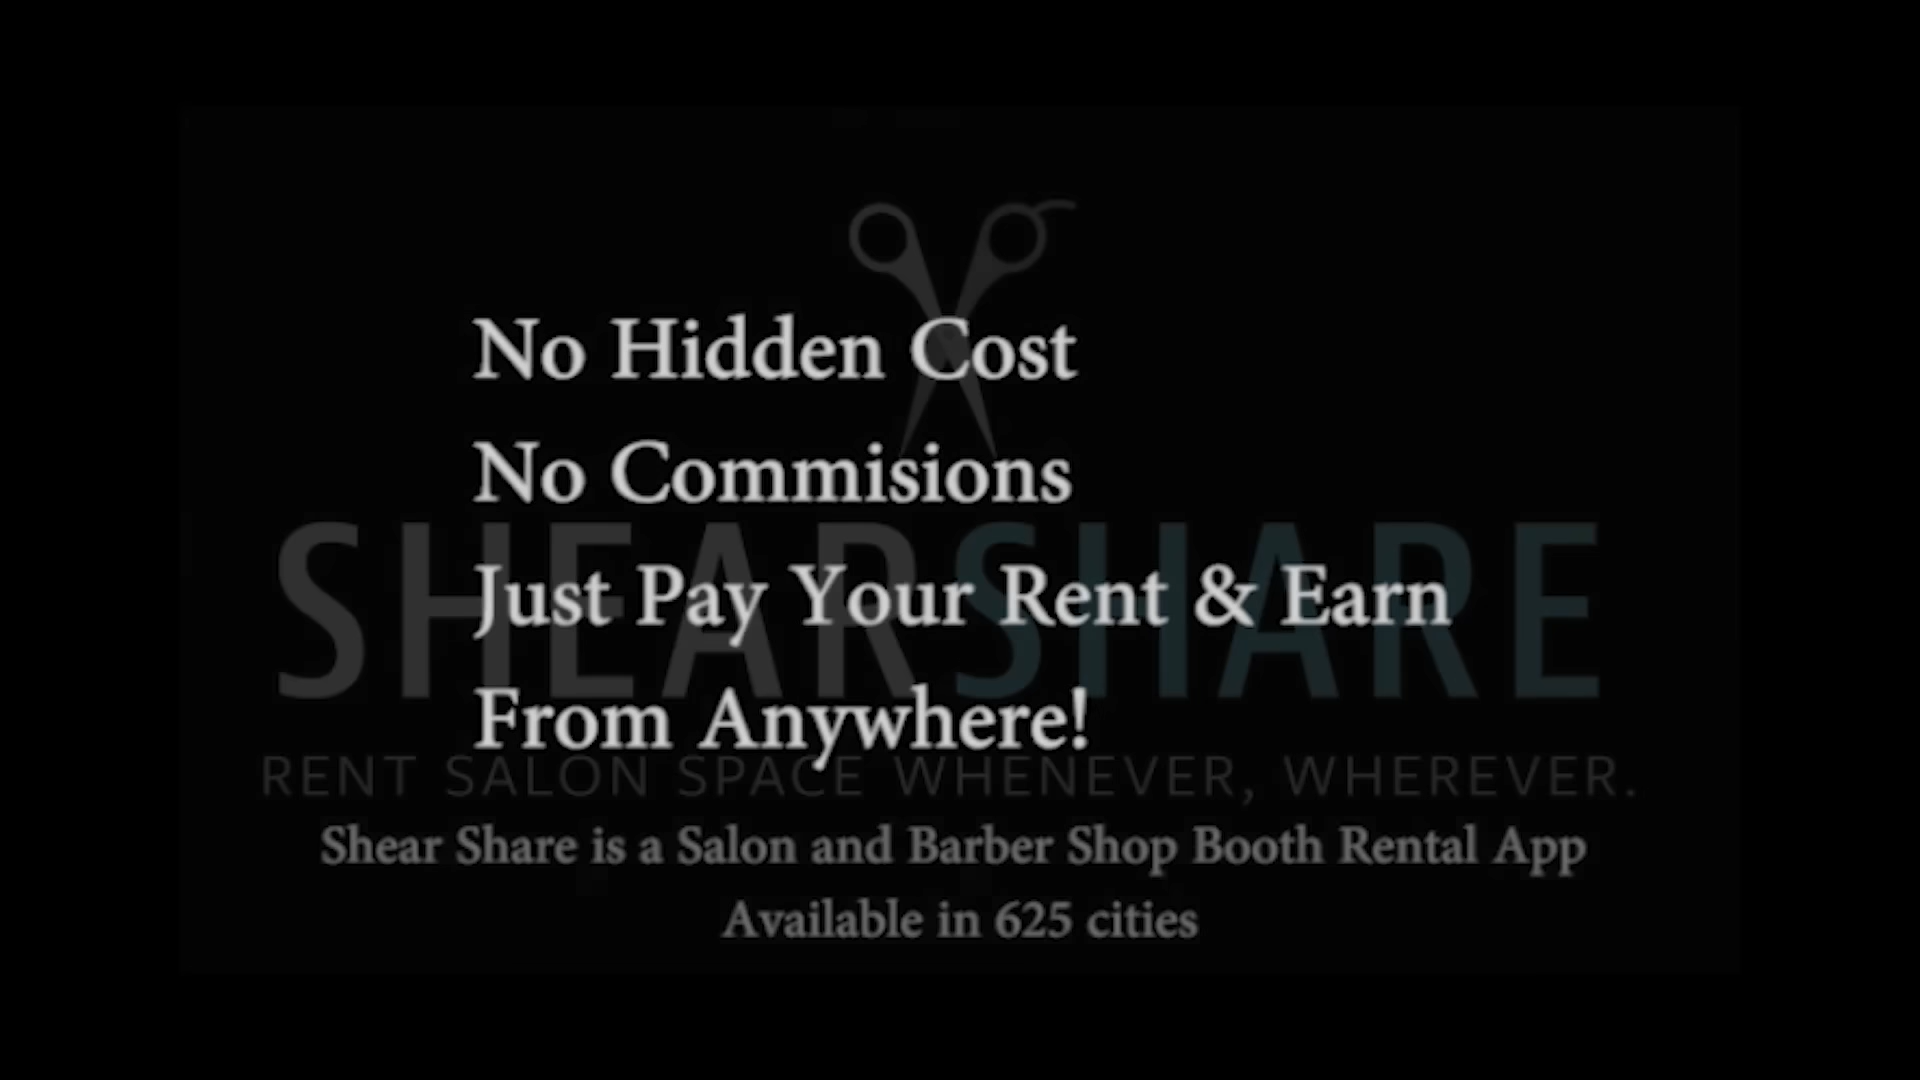 No Hidden Cost
No Commisions
SHEARSHARE
Just Pay Your Rent & Earn
From Anywhere!
RENT SALON SPACE WHENEVER, WHEREVER.
Shear Share is a Salon and Barber Shop Booth Rental App
Available in 625 cities